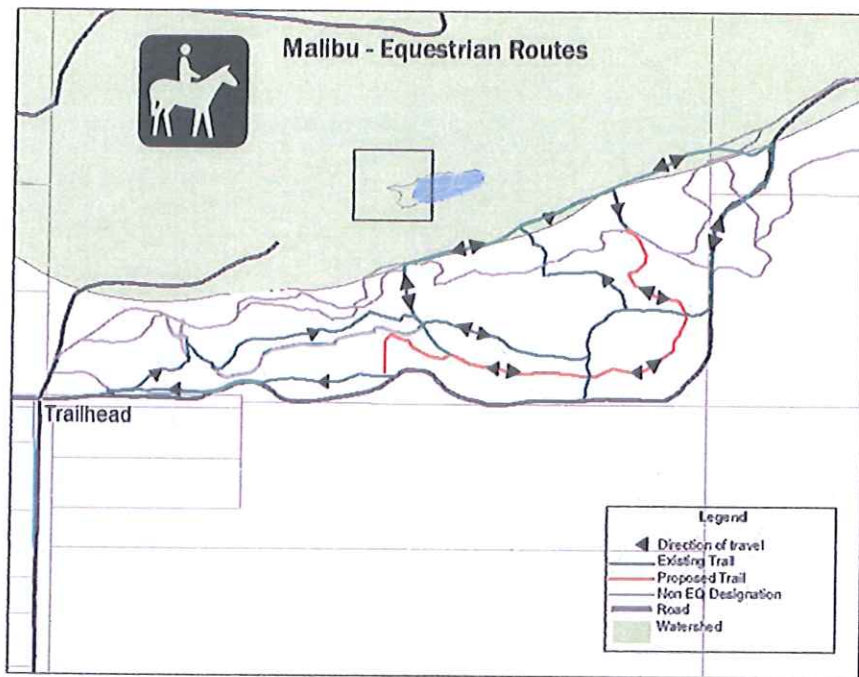 Malibu - Equestrian Routes
Trailhead
Legend
Direction of travel
Existing Trail
Proposed Trail
Non EQ Designation
Road
Watershed